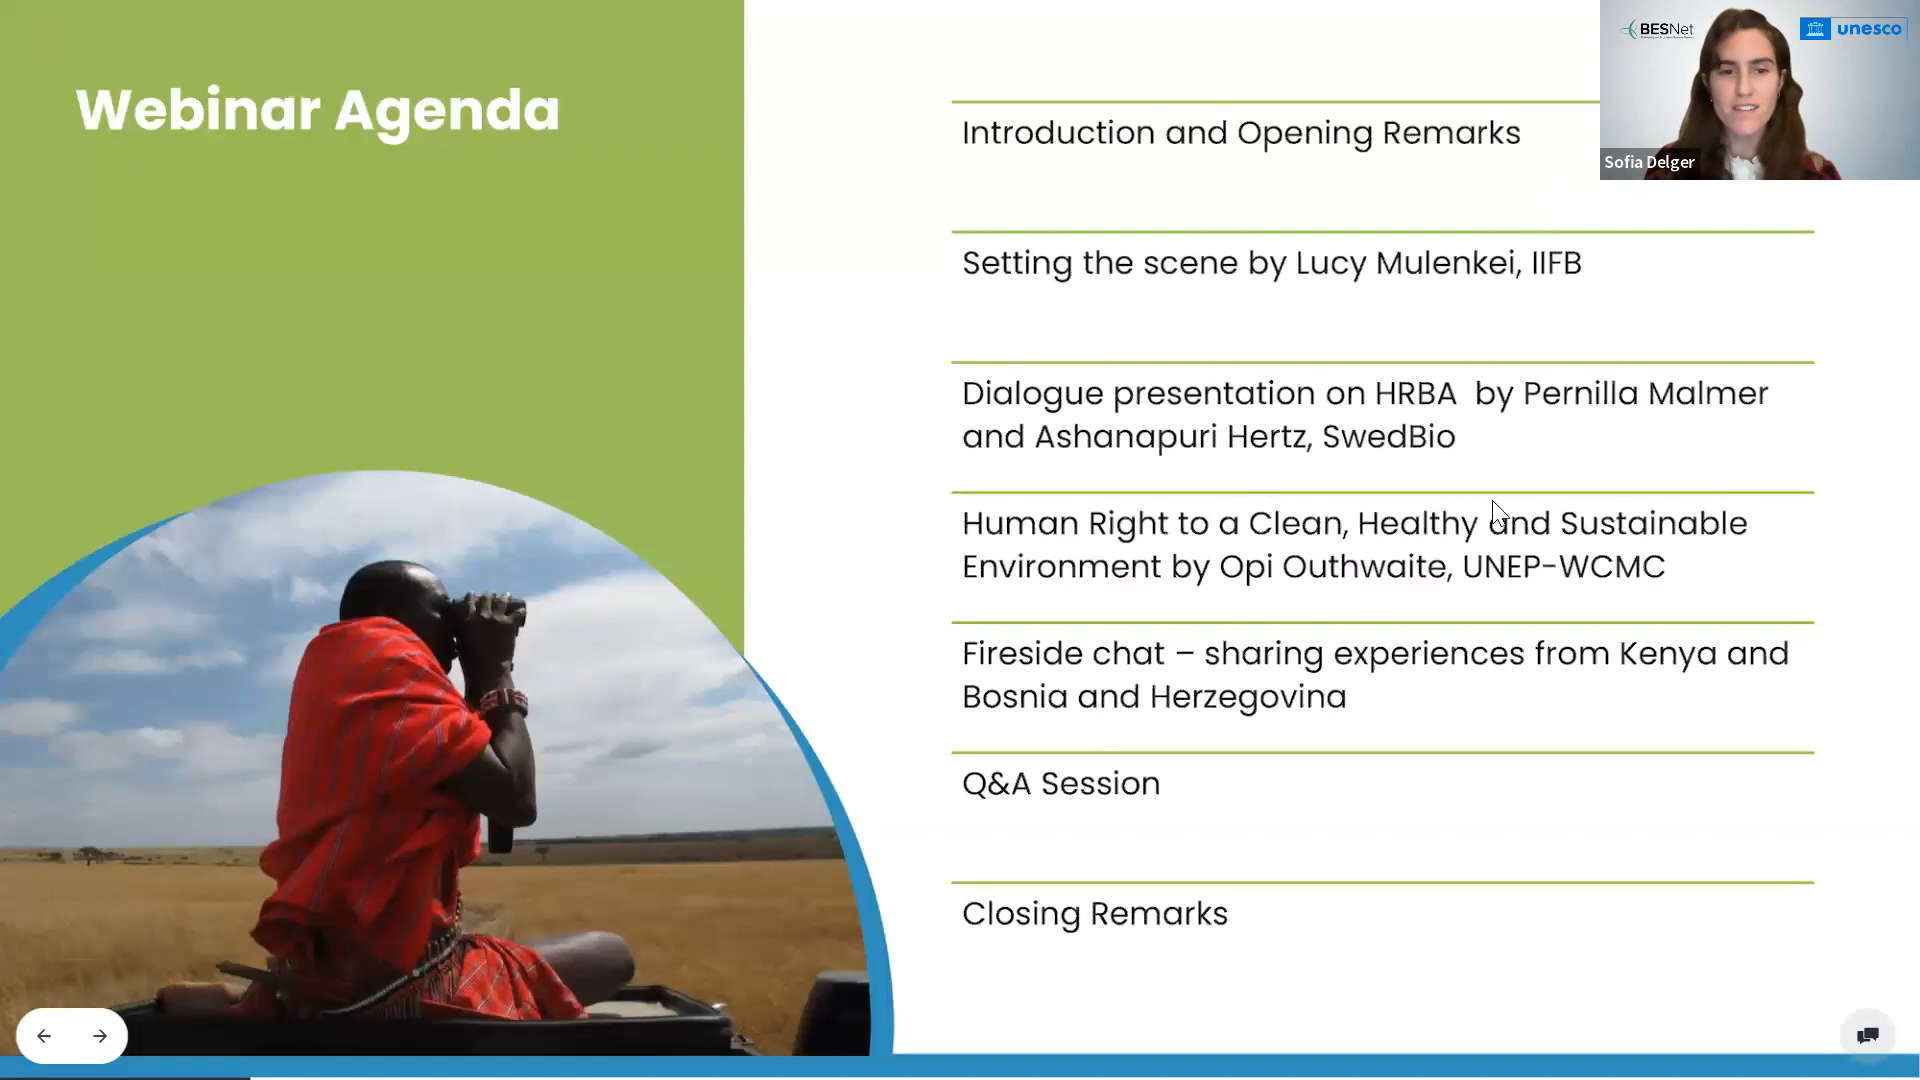 Webinar Agenda
BESNet
unesco
Sofia Delger
Introduction and Opening Remarks
Setting the scene by Lucy Mulenkei, IIFB
Dialogue presentation on HRBA  by Pernilla Malmer
and Ashanapuri Hertz, SwedBio
Human Right to a Clean, Healthy and Sustainable
Environment by Opi Outhwaite, UNEP-WCMC
Fireside chat – sharing experiences from Kenya and
Bosnia and Herzegovina
Q&A Session
Closing Remarks